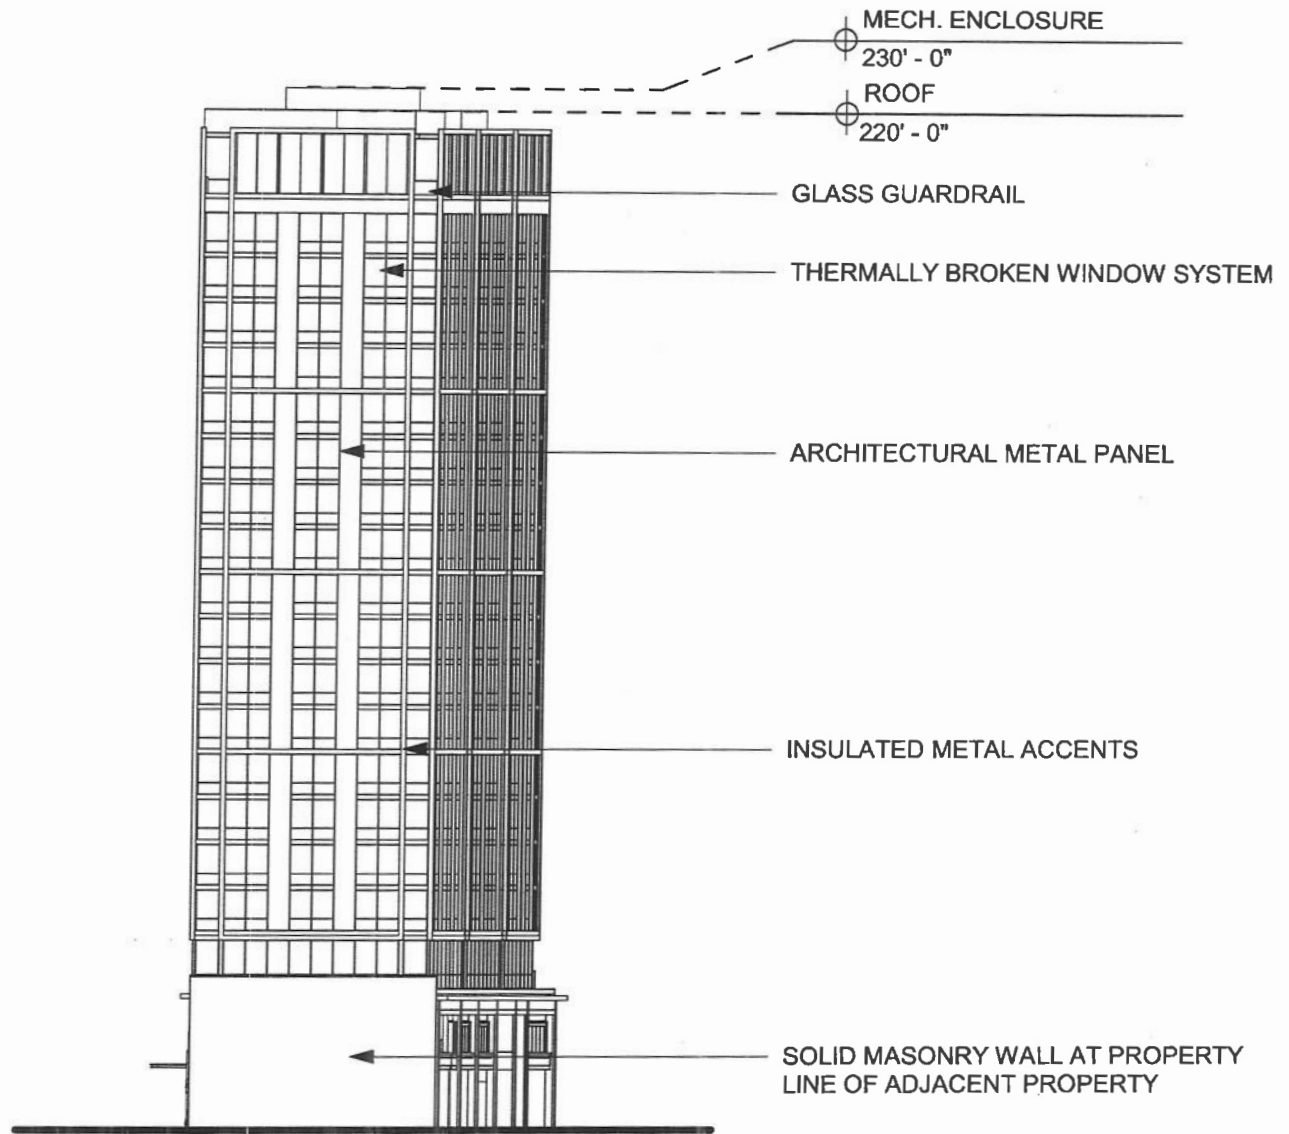 MECH. ENCLOSURE
230' - 0"
ROOF
220' - 0"
GLASS GUARDRAIL
THERMALLY BROKEN WINDOW SYSTEM
ARCHITECTURAL METAL PANEL
INSULATED METAL ACCENTS
SOLID MASONRY WALL AT PROPERTY
LINE OF ADJACENT PROPERTY